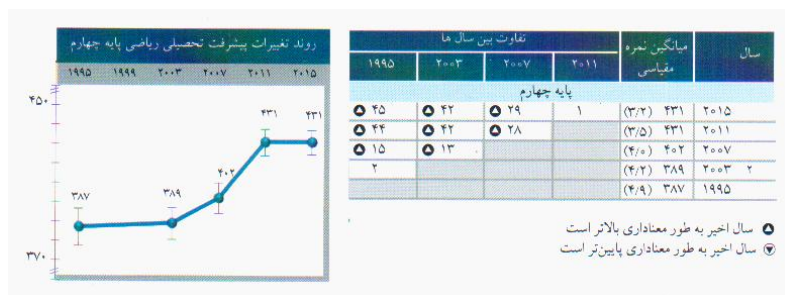 روند تغییرات پیشرفت تحصیلی ریاضی پایه چهارم
۱۹۹۵ ۱۹۹۹ ۲۰۰۳ ۲۰۰۷ ۲۰۱۱ ۲۰۱۵
۴۵۰
۳۸۷ ۳۸۹ ۴۰۲ ۴۳۱ ۴۳۱
۳۷۰
سال میانگین نمره مقیاسی تفاوت بین سال ها
۲۰۱۱ ۲۰۰۷ ۲۰۰۳ ۱۹۹۵
پایه چهارم
۲۰۱۵ ۴۳۱ (۳/۲) ۱ ۲۹ ۴۲ ۴۵
۲۰۱۱ ۴۳۱ (۳/۵) ۲۸ ۴۲ ۴۴
۲۰۰۷ ۴۰۲ (۴/۰) ۱۳ ۱۵
۲ ۲۰۰۳ ۳۸۹ (۴/۲) ۲
۱۹۹۵ ۳۸۷ (۴/۹)
سال اخیر به طور معناداری بالاتر است
سال اخیر به طور معناداری پایین‌تر است